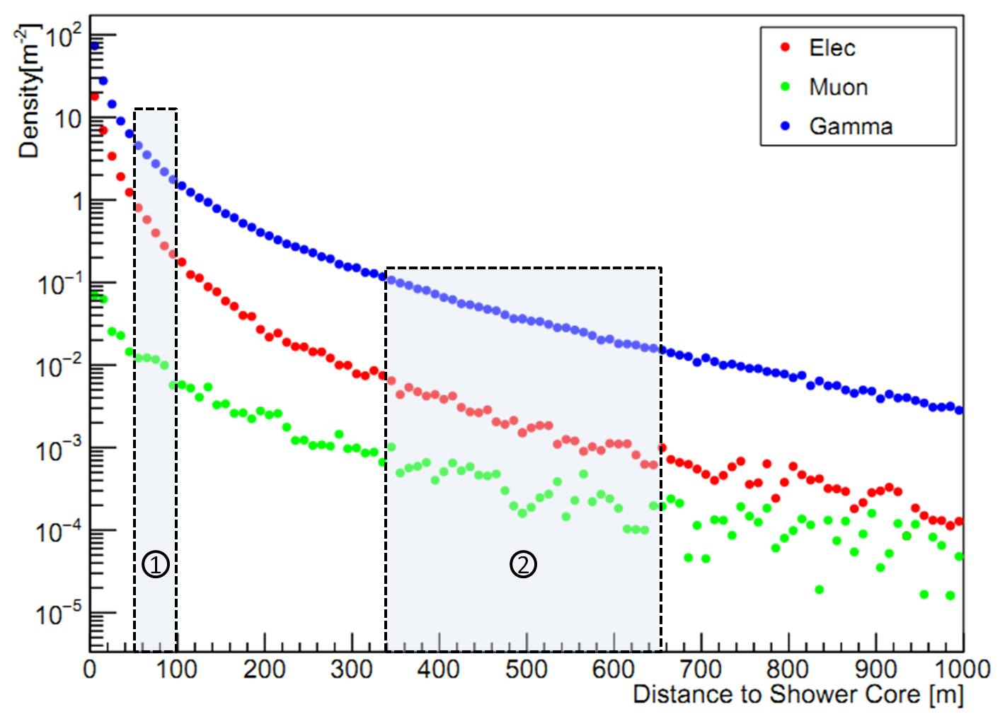 Density[m⁻²]
10²
10
1
10⁻¹
10⁻²
10⁻³
10⁻⁴
10⁻⁵
Elec
Muon
Gamma
①
②
0 100 200 300 400 500 600 700 800 900 1000
Distance to Shower Core [m]